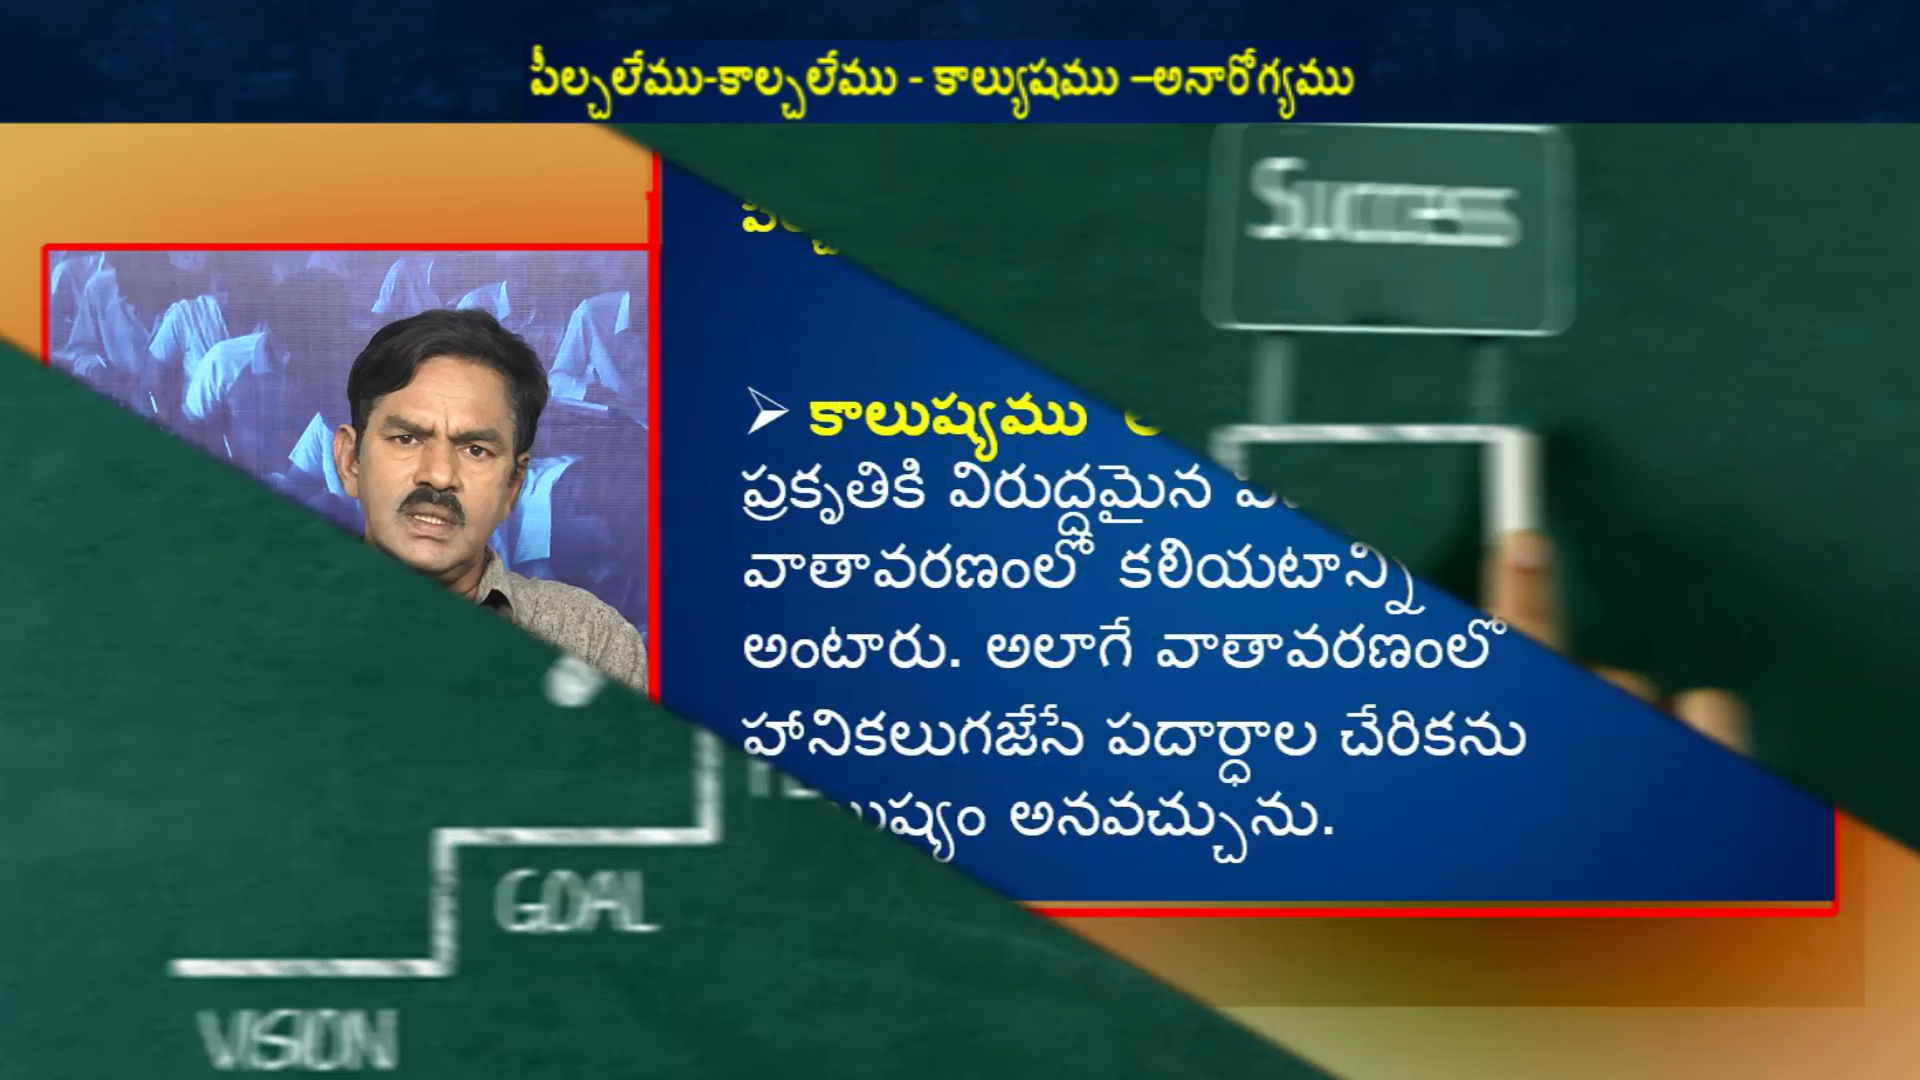 పీల్చలేము-కాల్చలేము - కాల్యుషము –అనారోగ్యము
SUCCESS
కాలుష్యము
ప్రకృతికి విరుద్ధమైన
వాతావరణంలో కలియటాన్ని
అంటారు. అలాగే వాతావరణంలో
హానికలుగజేసే పదార్ధాల చేరికను
అనవచ్చును.
GOAL
VISION